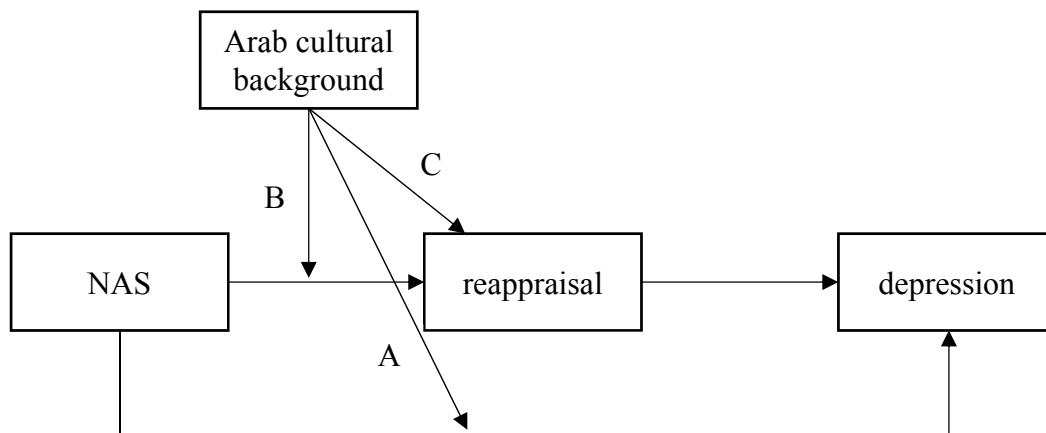 Arab cultural
background
C
B
NAS
reappraisal
depression
A